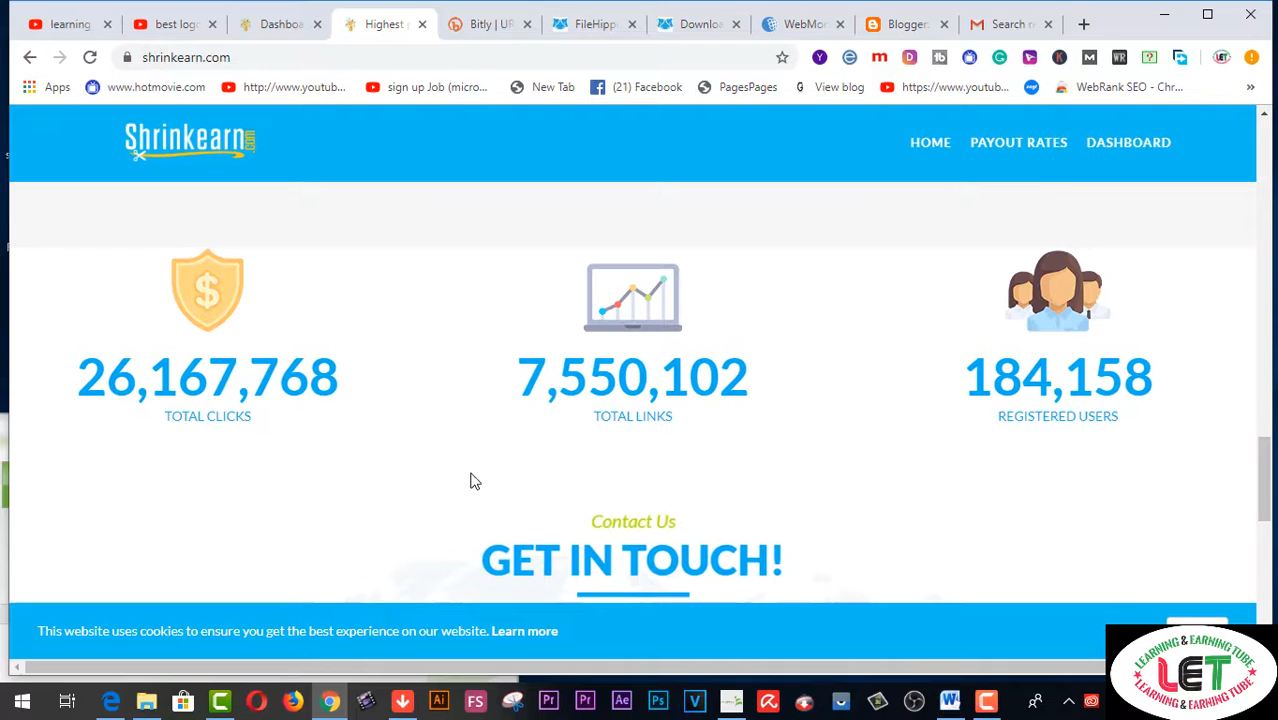 learning
best logo
Dashboa
Highest
Bitly | UR
FileHipp
Downloa
WebMor
Blogger
Search r
shrinkearn.com
Apps
www.hotmovie.com
http://www.youtub...
sign up Job (micro...
New Tab
(21) Facebook
PagesPages
View blog
https://www.youtub...
WebRank SEO - Chr...
Shrinkearn.com
HOME
PAYOUT RATES
DASHBOARD
26,167,768
7,550,102
184,158
TOTAL CLICKS
TOTAL LINKS
REGISTERED USERS
Contact Us
GET IN TOUCH!
This website uses cookies to ensure you get the best experience on our website. Learn more
LEARNING & EARNING TUBE
LET
LEARNING & EARNING TUBE